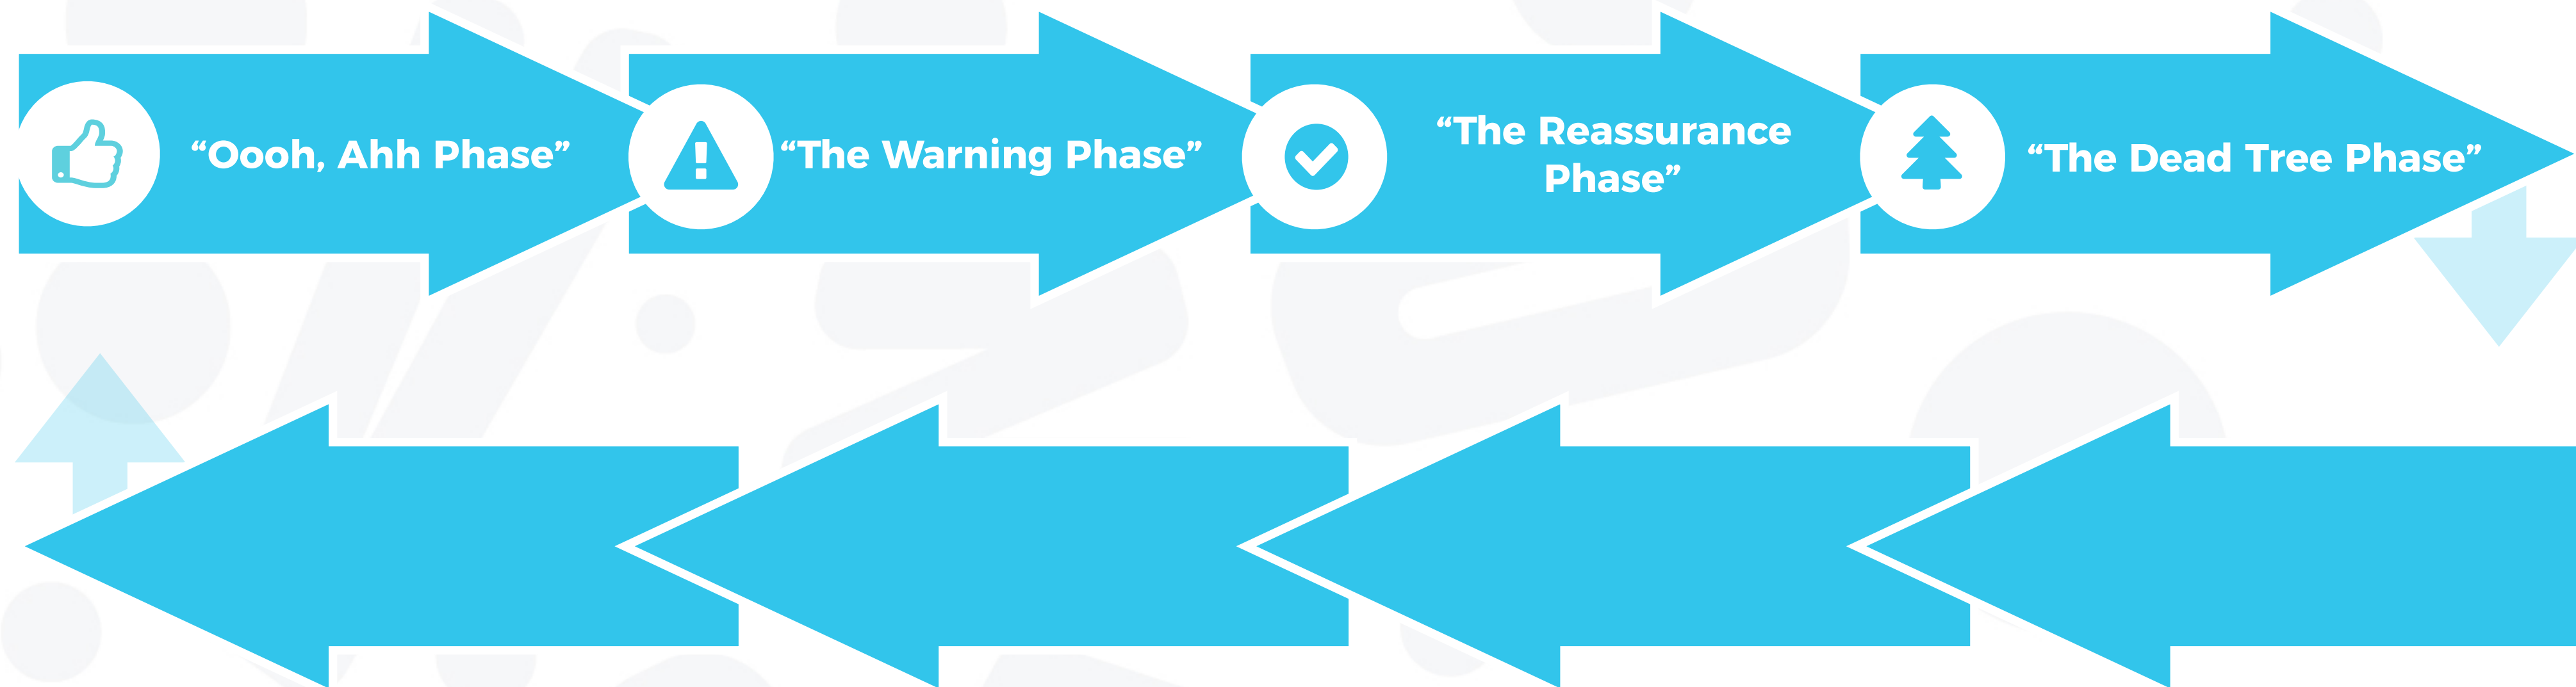 “Oooh, Ahh Phase”
“The Warning Phase”
“The Reassurance
Phase”
“The Dead Tree Phase”